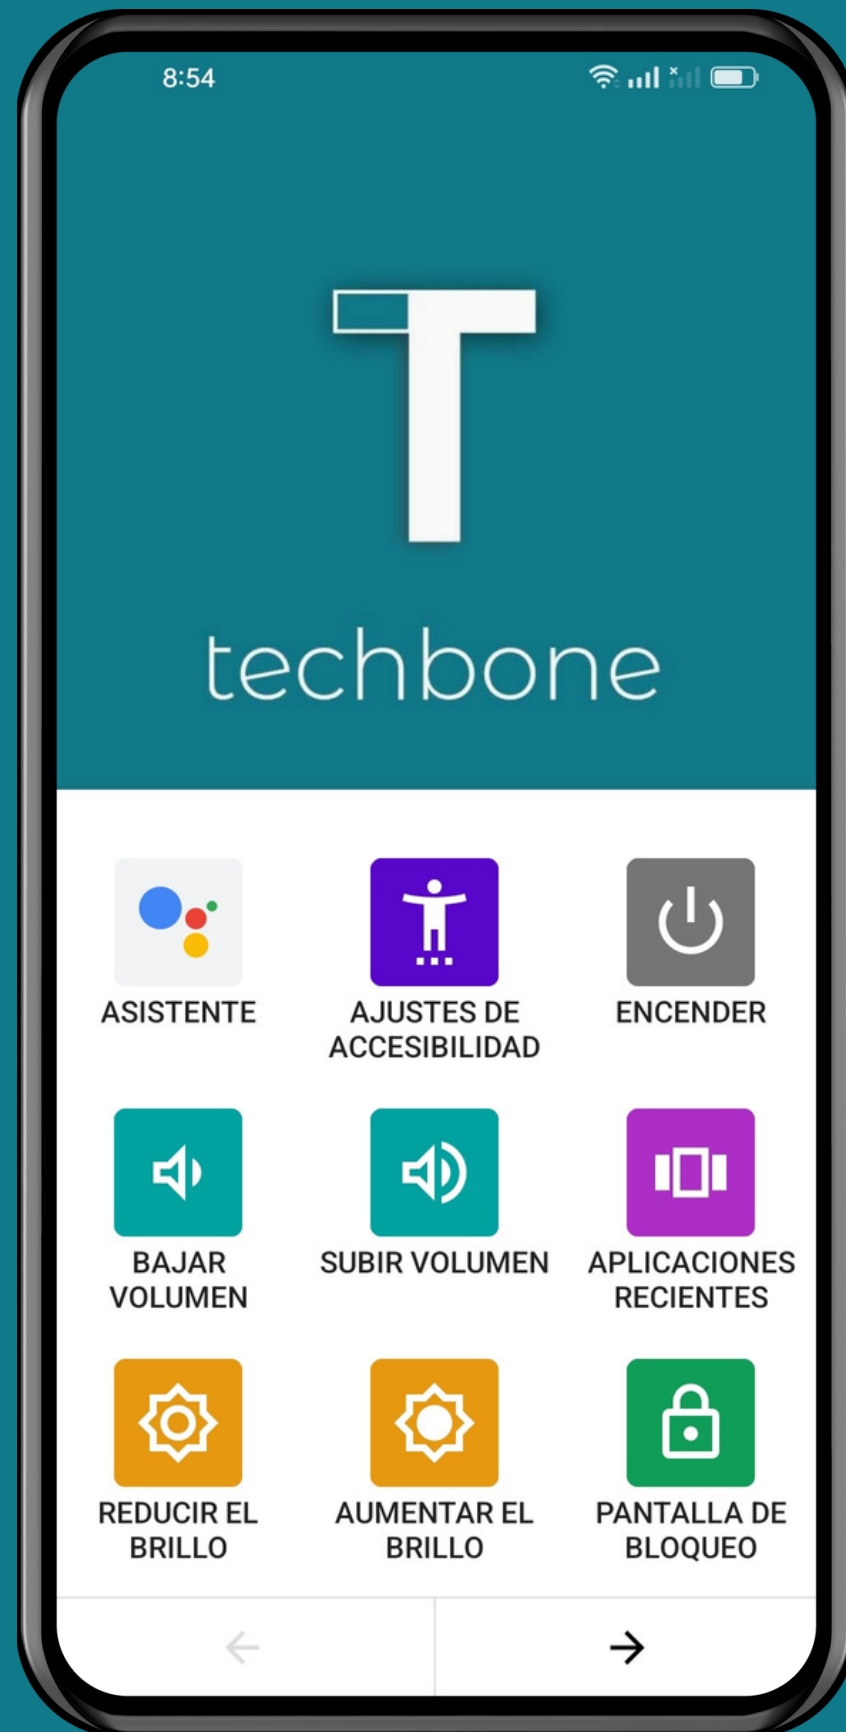 8:54
T
techbone
ASISTENTE
AJUSTES DE
ACCESIBILIDAD
ENCENDER
BAJAR
VOLUMEN
SUBIR VOLUMEN
APLICACIONES
RECIENTES
REDUCIR EL
BRILLO
AUMENTAR EL
BRILLO
PANTALLA DE
BLOQUEO